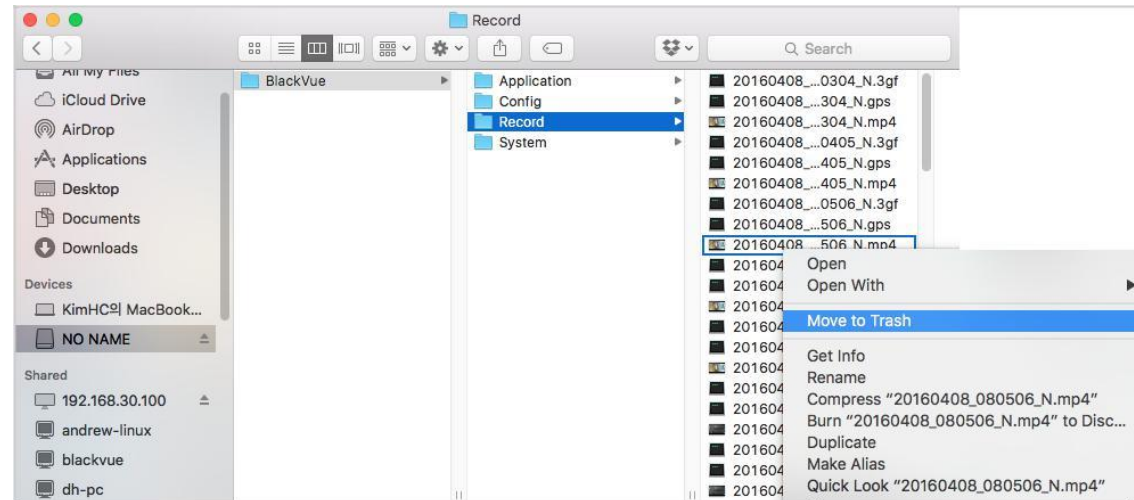 Record
Search
All My Files
iCloud Drive
AirDrop
Applications
Desktop
Documents
Downloads
Devices
KimHC의 MacBook...
NO NAME
Shared
192.168.30.100
andrew-linux
blackvue
dh-pc
BlackVue
Application
Config
Record
System
20160408_...0304_N.3gf
20160408_...304_N.gps
20160408_...304_N.mp4
20160408_...0405_N.3gf
20160408_...405_N.gps
20160408_...405_N.mp4
20160408_...0506_N.3gf
20160408_...506_N.gps
20160408_...506_N.mp4
201604
201604
201604
201604
201604
201604
201604
201604
201604
201604
201604
201604
Open
Open With
Move to Trash
Get Info
Rename
Compress “20160408_080506_N.mp4”
Burn “20160408_080506_N.mp4” to Disc...
Duplicate
Make Alias
Quick Look “20160408_080506_N.mp4”